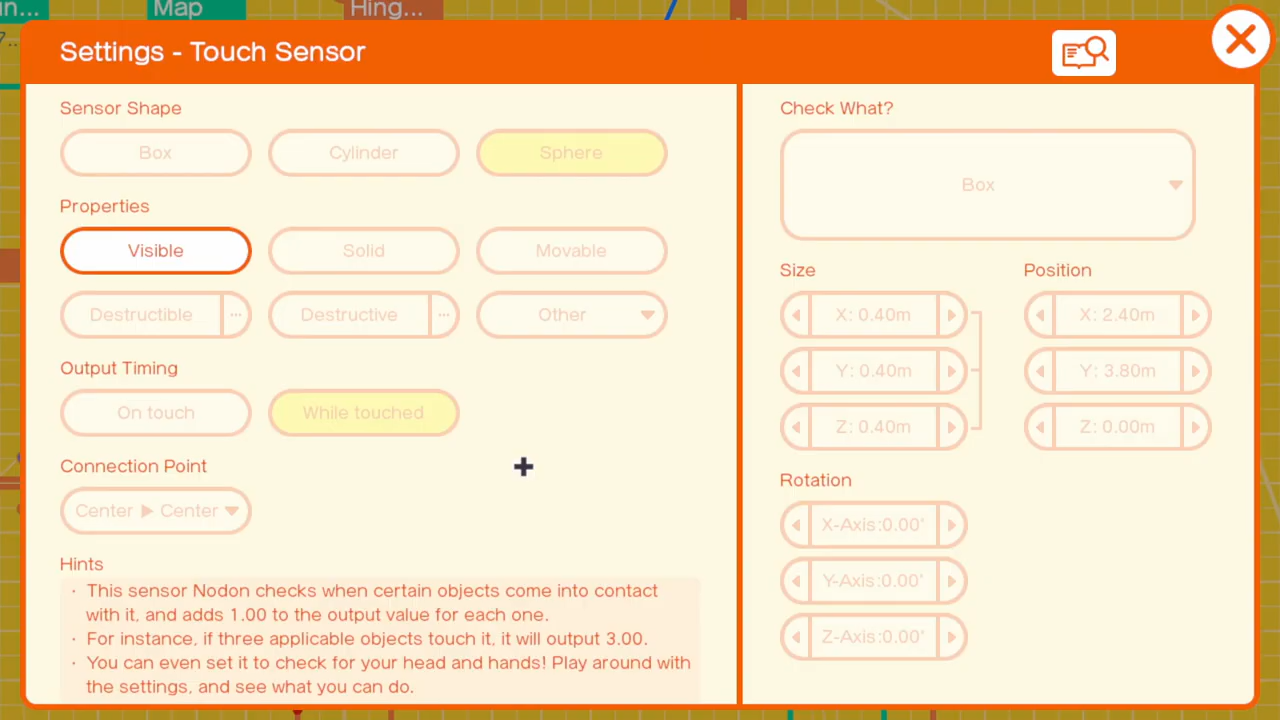 un...
Map
Hing...
7...
Settings - Touch Sensor
Sensor Shape
Box
Cylinder
Sphere
Properties
Visible
Solid
Movable
Destructible
...
Destructive
...
Other
Output Timing
On touch
While touched
Connection Point
Center ▶ Center
Hints
· This sensor Nodon checks when certain objects come into contact
with it, and adds 1.00 to the output value for each one.
· For instance, if three applicable objects touch it, it will output 3.00.
· You can even set it to check for your head and hands! Play around with
the settings, and see what you can do.
Check What?
Box
Size
X: 0.40m
Y: 0.40m
Z: 0.40m
Position
X: 2.40m
Y: 3.80m
Z: 0.00m
Rotation
X-Axis:0.00°
Y-Axis:0.00°
Z-Axis:0.00°